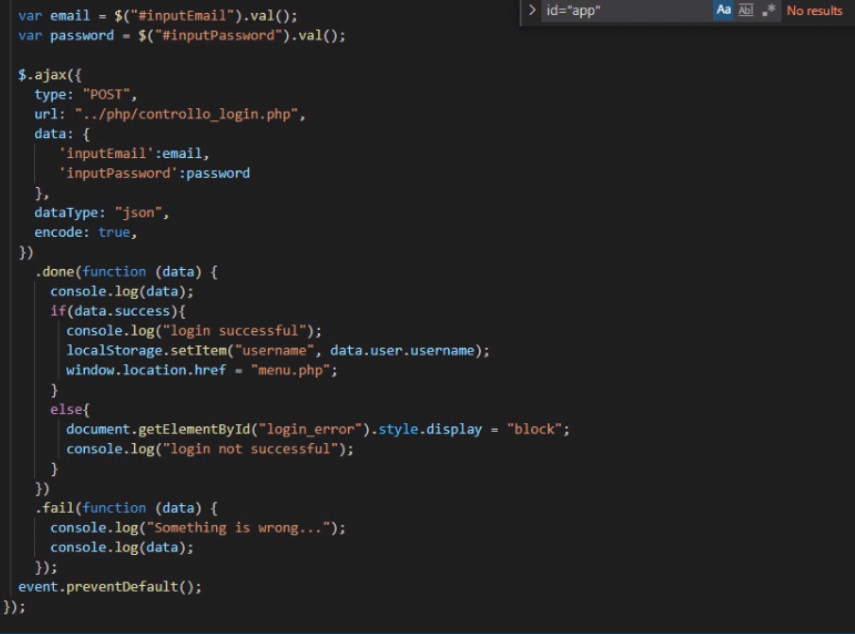 var email = $("#inputEmail").val();
var password = $("#inputPassword").val();
id="app"
Aa Abl .* No results
$.ajax({
type: "POST",
url: "../php/controllo_login.php",
data: {
'inputEmail':email,
'inputPassword':password
},
dataType: "json",
encode: true,
})
.done(function (data) {
console.log(data);
if(data.success){
console.log("login successful");
localStorage.setItem("username", data.user.username);
window.location.href = "menu.php";
}
else{
document.getElementById("login_error").style.display = "block";
console.log("login not successful");
}
})
.fail(function (data) {
console.log("Something is wrong...");
console.log(data);
});
event.preventDefault();
});